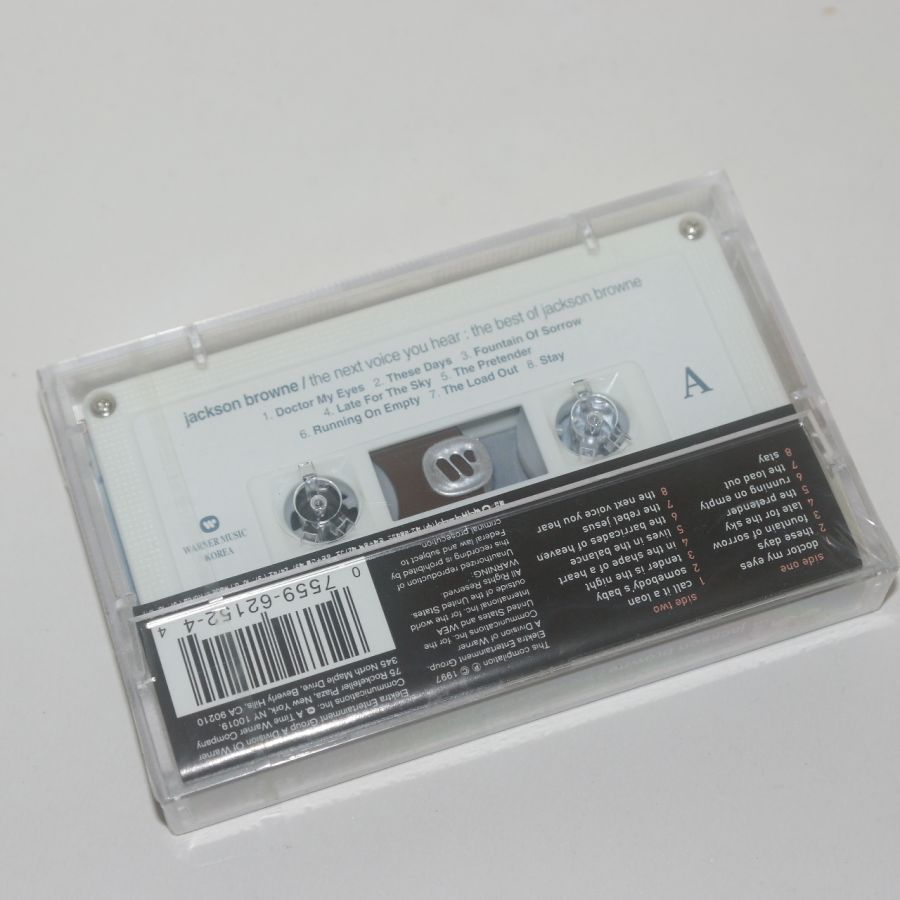 jackson browne / the next voice you hear : the best of jackson browne
1. Doctor My Eyes 2. These Days 3. Fountain Of Sorrow
4. Late For The Sky 5. The Pretender
6. Running On Empty 7. The Load Out 8. Stay
A
WARNER MUSIC
KOREA
side one
1 doctor my eyes
2 these days
3 fountain of sorrow
4 late for the sky
5 the pretender
6 running on empty
7 the load out
8 stay
side two
1 call it a loan
2 somebody's baby
3 tender is the night
4 in the shape of a heart
5 lives in the balance
6 the barricades of heaven
7 the rebel jesus
8 the next voice you hear
This compilation ℗ © 1997
Elektra Entertainment Group.
A Division of Warner
Communications Inc. for the
United States and WEA
International Inc. for the world
outside of the United States.
All Rights Reserved.
WARNING:
Unauthorized reproduction of
this recording is prohibited by
Federal law and subject to
criminal prosecution.
Elektra Entertainment Group A Division Of Warner
Communications Inc. A Time Warner Company
75 Rockefeller Plaza, New York, NY 10019.
345 North Maple Drive, Beverly Hills, CA 90210
0 7559-62152-4 4